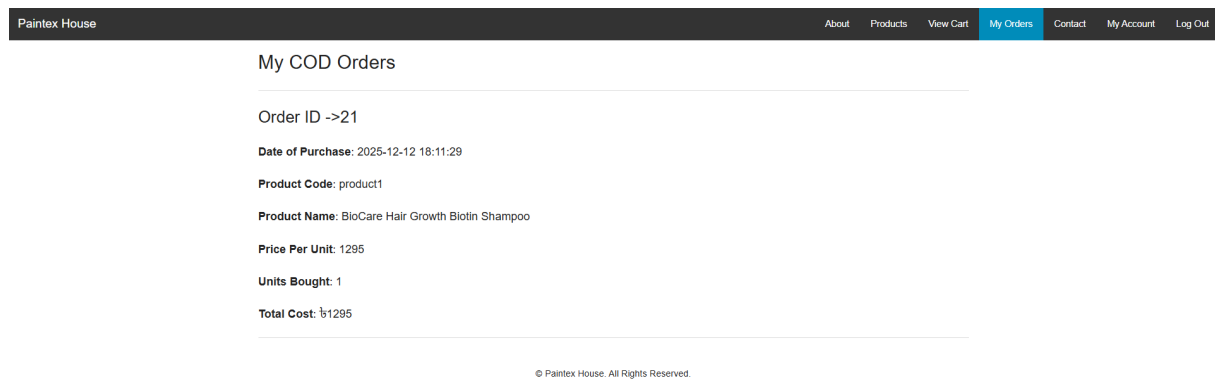 Paintex House About Products View Cart My Orders Contact My Account Log Out
My COD Orders
Order ID ->21
Date of Purchase: 2025-12-12 18:11:29
Product Code: product1
Product Name: BioCare Hair Growth Biotin Shampoo
Price Per Unit: 1295
Units Bought: 1
Total Cost: ৳1295
© Paintex House. All Rights Reserved.